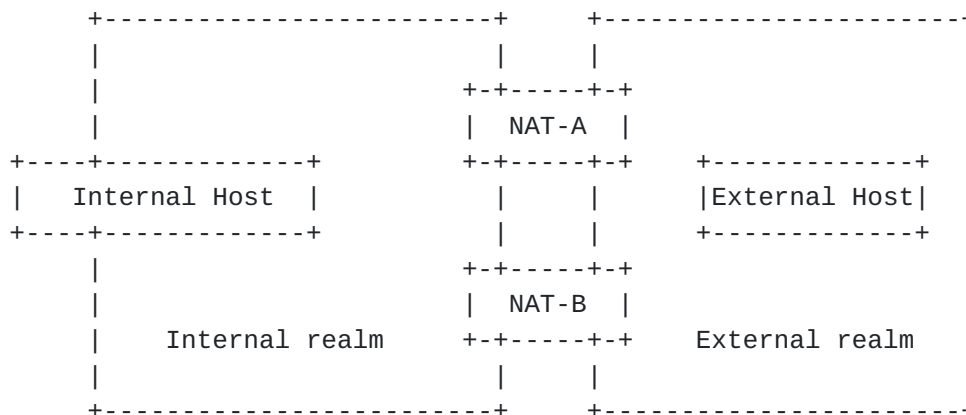 NAT-A
Internal Host External Host
NAT-B
Internal realm External realm